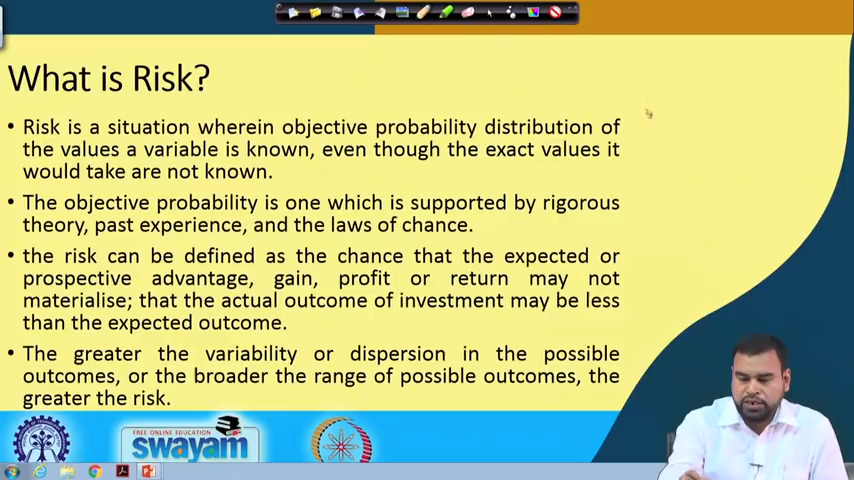 What is Risk?
• Risk is a situation wherein objective probability distribution of
the values a variable is known, even though the exact values it
would take are not known.
• The objective probability is one which is supported by rigorous
theory, past experience, and the laws of chance.
• the risk can be defined as the chance that the expected or
prospective advantage, gain, profit or return may not
materialise; that the actual outcome of investment may be less
than the expected outcome.
• The greater the variability or dispersion in the possible
outcomes, or the broader the range of possible outcomes, the
greater the risk.
FREE ONLINE EDUCATION
swayam